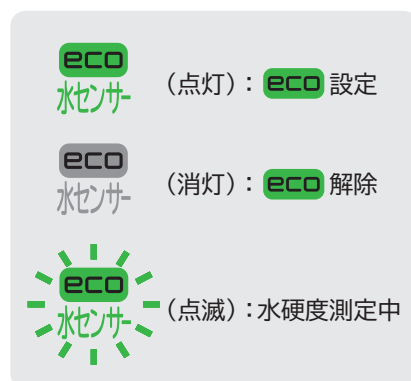 eco
水センサー (点灯):eco 設定
eco
水センサー (消灯):eco 解除
eco
水センサー (点滅):水硬度測定中